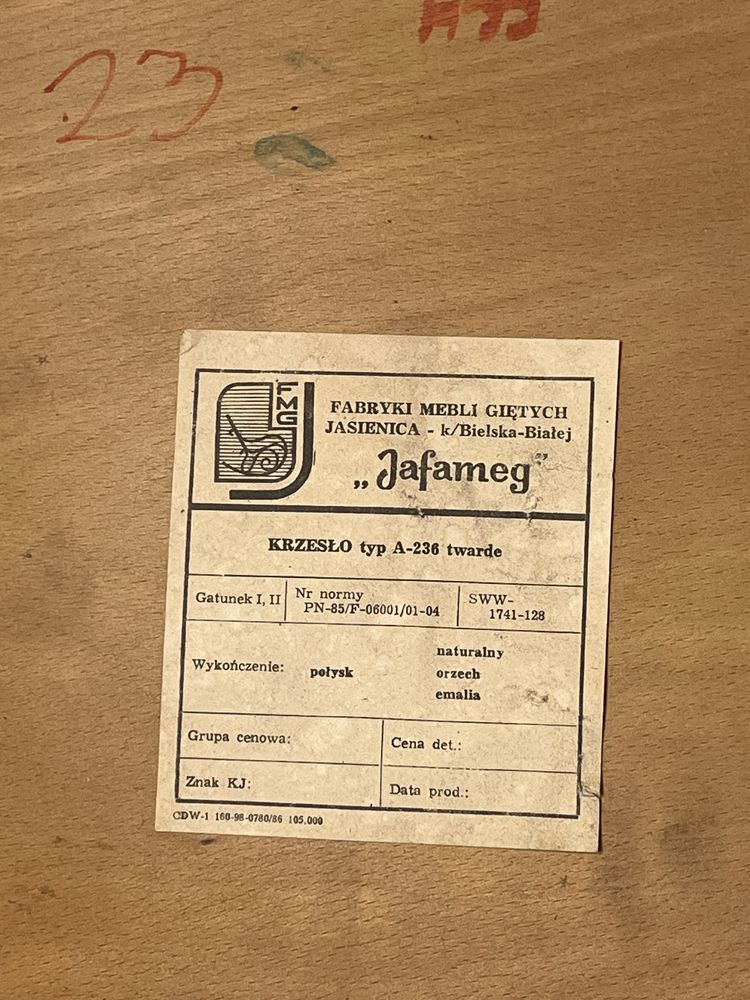 23
FMG
FABRYKI MEBLI GIĘTYCH
JASIENICA - k/Bielska-Białej
„Jafameg”
KRZESŁO typ A-236 twarde
Gatunek I, II
Nr normy
PN-85/F-06001/01-04
SWW-
1741-128
Wykończenie:
połysk
naturalny
orzech
emalia
Grupa cenowa:
Cena det.:
Znak KJ:
Data prod.:
CDW-1 160-98-0780/86 105.000